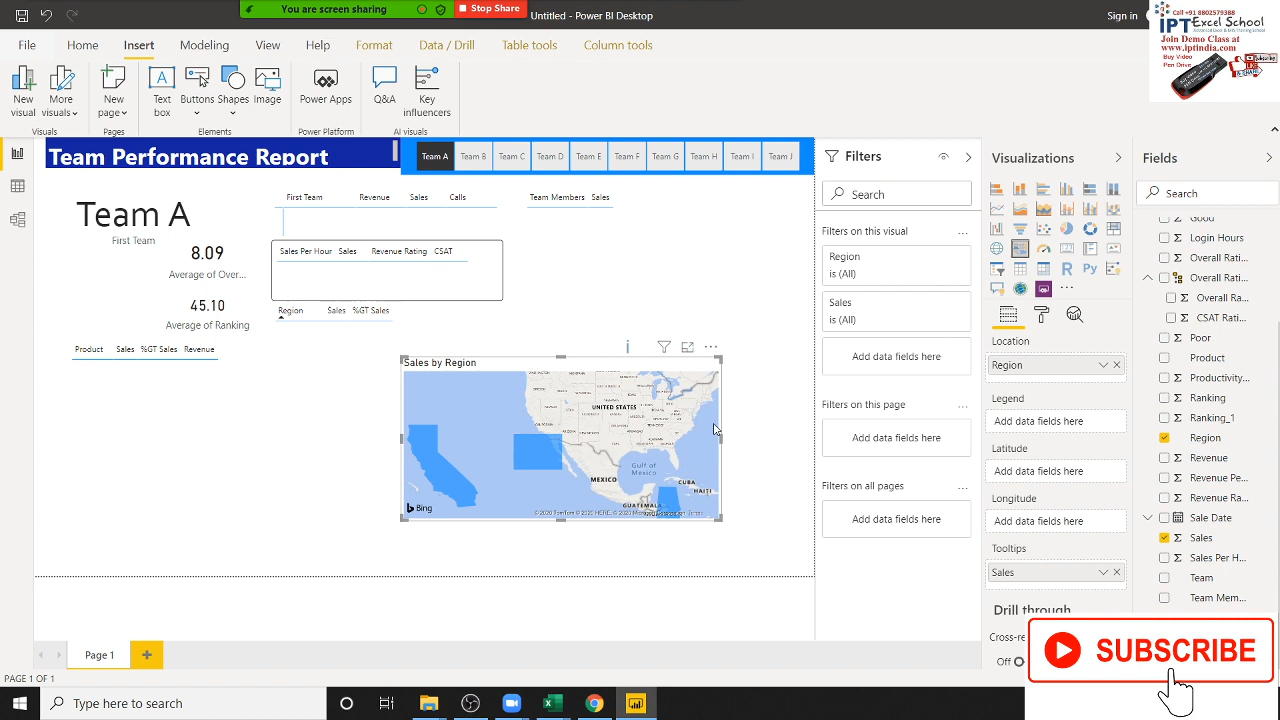 You are screen sharing
Stop Share
Untitled - Power BI Desktop
Sign in
Call +91 8802579388
IPT Excel School
Advanced Excel & MIS Training School
Join Demo Class at
www.iptindia.com
Buy Video
Pen Drive
File
Home
Insert
Modeling
View
Format
Data / Drill
Table tools
Column tools
New visual
More visuals
New page
Text box
Buttons
Shapes
Image
Power Apps
Q&A
Key influencers
Visuals
Pages
Elements
Power Platform
AI visuals
Team Performance Report
Team A
Team B
Team C
Team D
Team E
Team F
Team G
Team H
Team I
Team J
Team A
First Team
8.09
Average of Over...
45.10
Average of Ranking
Product Sales %GT Sales Revenue
First Team Revenue Sales Calls
Team Members Sales
Sales Per Hour Sales Revenue Rating CSAT
Region Sales %GT Sales
Sales by Region
UNITED STATES
MEXICO
Gulf of
Mexico
CUBA
HAITI
GUATEMALA
Bing
Filters
Search
Filters on this visual
Region
is (All)
Sales
is (All)
Add data fields here
Filters on this page
Add data fields here
Filters on all pages
Add data fields here
Visualizations
R
Py
Location
Region
Legend
Add data fields here
Latitude
Add data fields here
Longitude
Add data fields here
Tooltips
Sales
Drill through
Cross-re
Off
Fields
Search
Good
Login Hours
Overall Rati...
Overall Rati...
Overall Ra...
CSAT Rati...
Poor
Product
Productivity...
Ranking
Ranking_1
Region
Revenue
Revenue Pe...
Revenue Ra...
Sale Date
Sales
Sales Per H...
Team
Team Mem...
SUBSCRIBE
Page 1
PAGE 1 OF 1
Type here to search